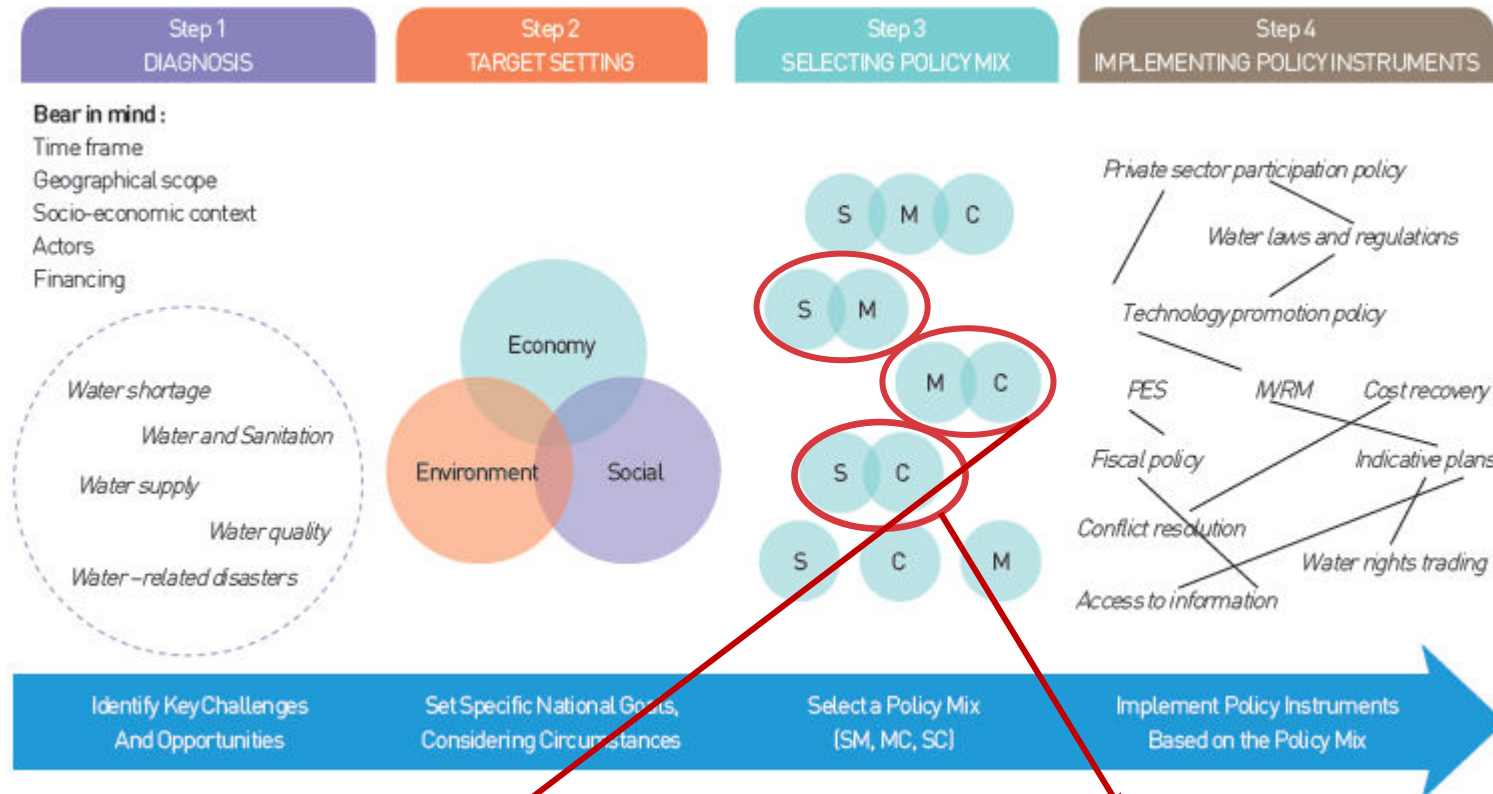 Step 1
DIAGNOSIS
Step 2
TARGET SETTING
Step 3
SELECTING POLICY MIX
Step 4
IMPLEMENTING POLICY INSTRUMENTS
Bear in mind :
Time frame
Geographical scope
Socio-economic context
Actors
Financing
Water shortage
Water and Sanitation
Water supply
Water quality
Water –related disasters
Economy
Environment
Social
S M C
S M
M C
S C
S C M
Private sector participation policy
Water laws and regulations
Technology promotion policy
PES IWRM Cost recovery
Fiscal policy Indicative plans
Conflict resolution
Water rights trading
Access to information
Identify Key Challenges
And Opportunities
Set Specific National Goals,
Considering Circumstances
Select a Policy Mix
(SM, MC, SC)
Implement Policy Instruments
Based on the Policy Mix